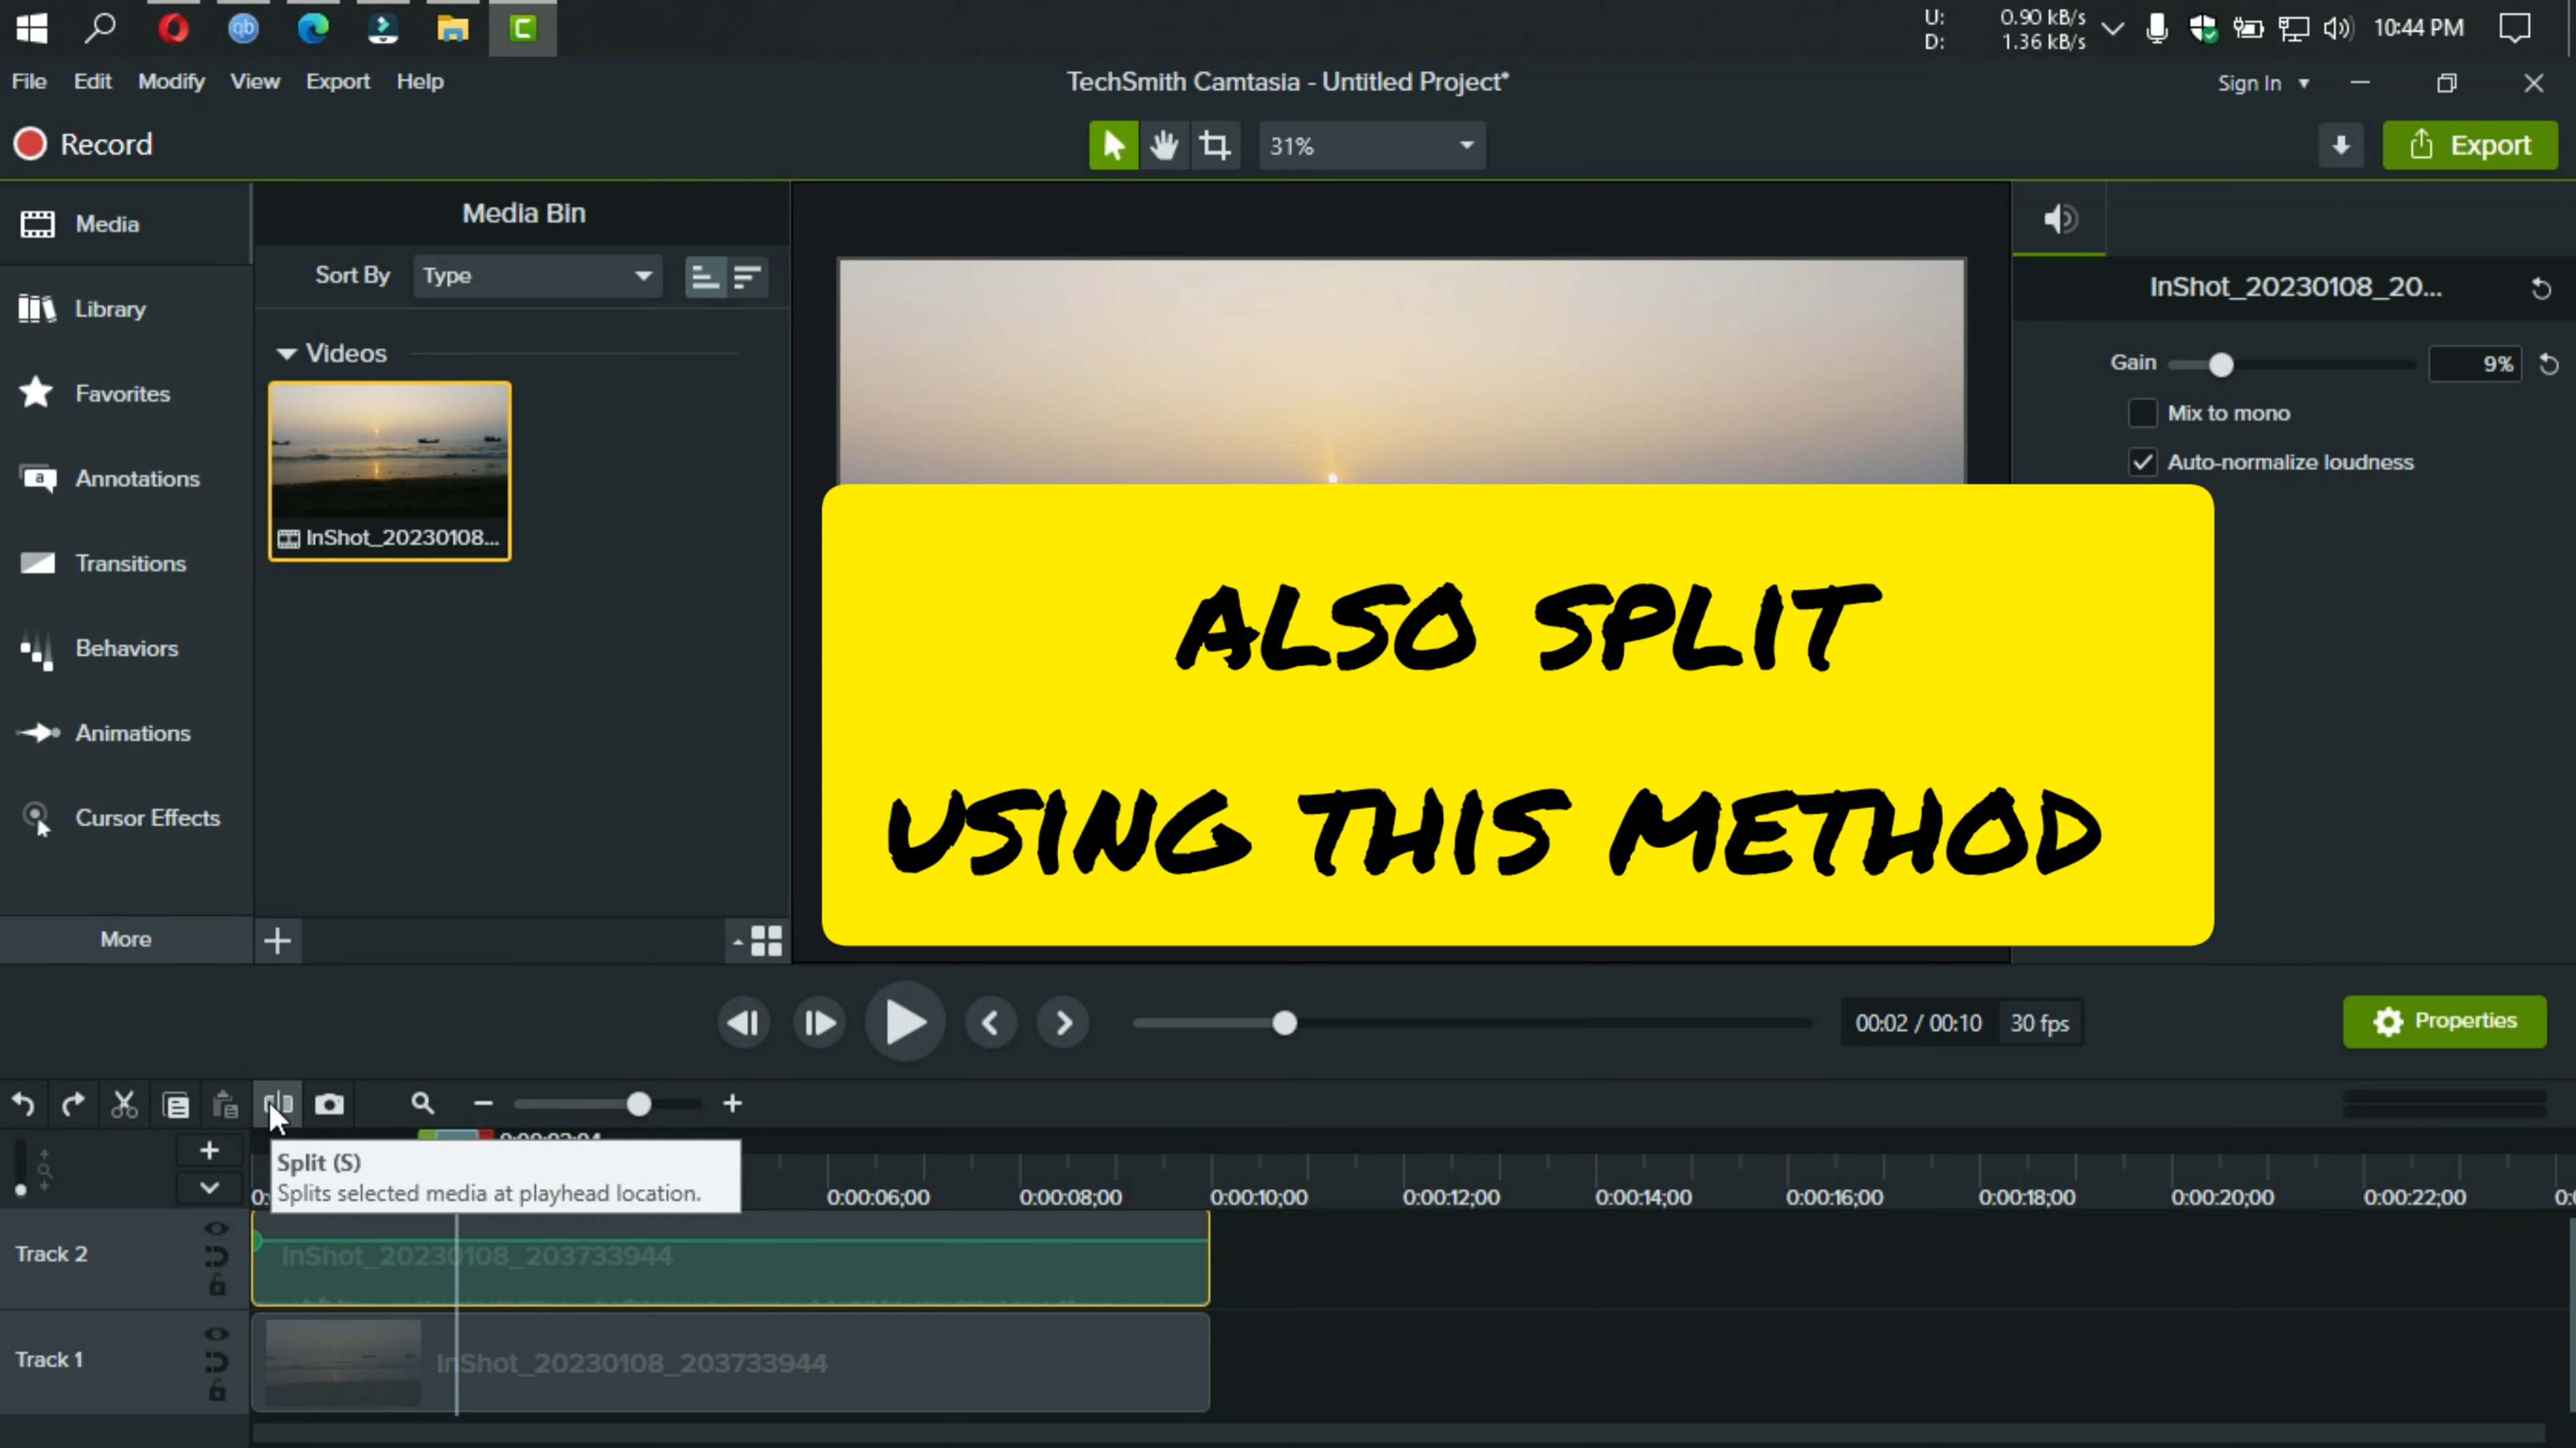 U: 0.90 kB/s
D: 1.36 kB/s
10:44 PM
File Edit Modify View Export Help
TechSmith Camtasia - Untitled Project*
Sign In
Record
31%
Export
Media
Media Bin
Sort By Type
InShot_20230108_20...
Library
Gain 9%
Videos
Mix to mono
Favorites
Auto-normalize loudness
Annotations
InShot_20230108...
Transitions
ALSO SPLIT
USING THIS METHOD
Behaviors
Animations
Cursor Effects
More
00:02 / 00:10 30 fps
Properties
Split (S)
Splits selected media at playhead location.
0:00:06;00 0:00:08;00 0:00:10;00 0:00:12;00 0:00:14;00 0:00:16;00 0:00:18;00 0:00:20;00 0:00:22;00
Track 2
InShot_20230108_203733944
Track 1
InShot_20230108_203733944